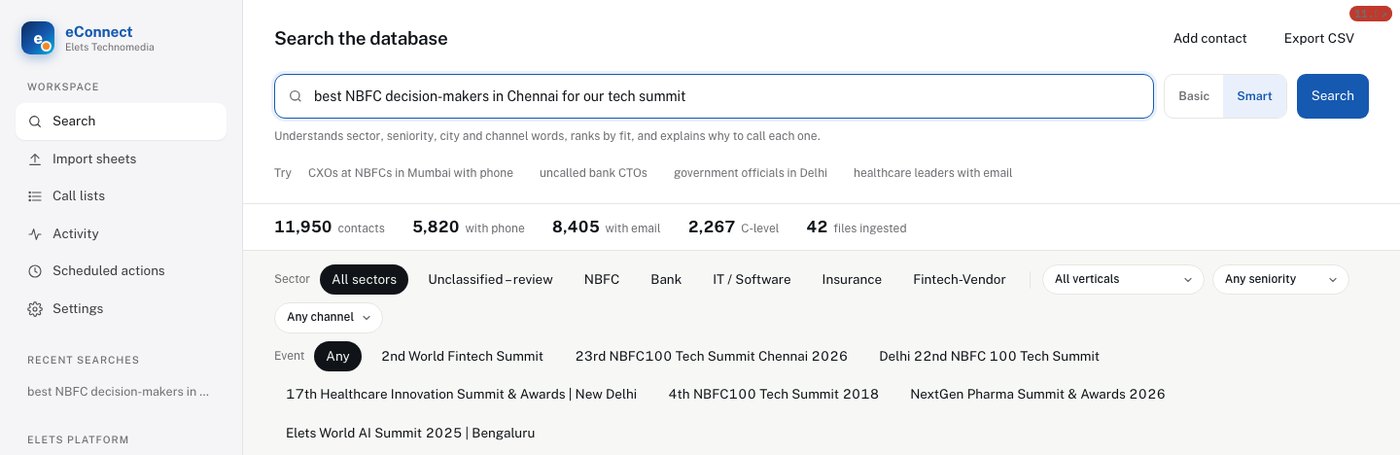 eConnect
Elets Technomedia
WORKSPACE
Search
Import sheets
Call lists
Activity
Scheduled actions
Settings
RECENT SEARCHES
best NBFC decision-makers in ...
ELETS PLATFORM
Search the database
Add contact
Export CSV
best NBFC decision-makers in Chennai for our tech summit
Basic
Smart
Search
Understands sector, seniority, city and channel words, ranks by fit, and explains why to call each one.
Try CXOs at NBFCs in Mumbai with phone uncalled bank CTOs government officials in Delhi healthcare leaders with email
11,950 contacts 5,820 with phone 8,405 with email 2,267 C-level 42 files ingested
Sector All sectors Unclassified – review NBFC Bank IT / Software Insurance Fintech-Vendor All verticals Any seniority
Any channel
Event Any 2nd World Fintech Summit 23rd NBFC100 Tech Summit Chennai 2026 Delhi 22nd NBFC 100 Tech Summit
17th Healthcare Innovation Summit & Awards | New Delhi 4th NBFC100 Tech Summit 2018 NextGen Pharma Summit & Awards 2026
Elets World AI Summit 2025 | Bengaluru